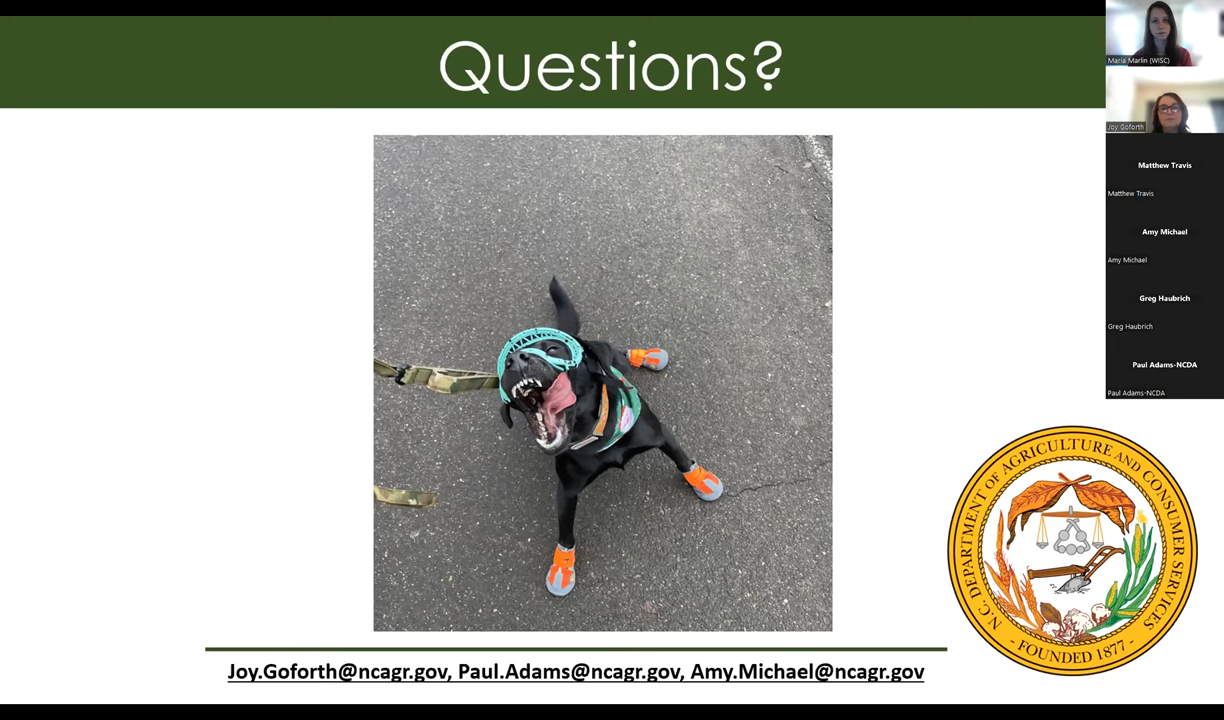 Questions?
Maria Marlin (WISC)
Joy Goforth
Matthew Travis
Matthew Travis
Amy Michael
Amy Michael
Greg Haubrich
Greg Haubrich
Paul Adams-NCDA
Paul Adams-NCDA
N.C. DEPARTMENT OF AGRICULTURE AND CONSUMER SERVICES
- FOUNDED 1877 -
Joy.Goforth@ncagr.gov, Paul.Adams@ncagr.gov, Amy.Michael@ncagr.gov